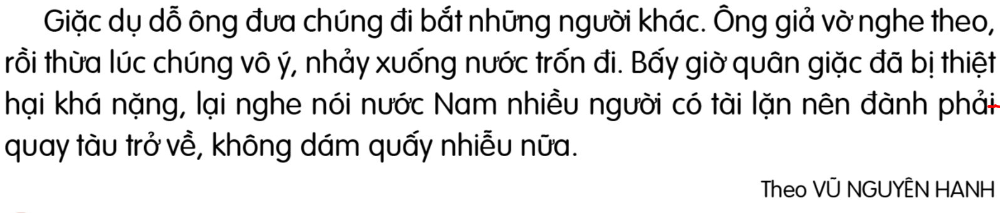 Giặc dụ dỗ ông đưa chúng đi bắt những người khác. Ông giả vờ nghe theo,
rồi thừa lúc chúng vô ý, nhảy xuống nước trốn đi. Bấy giờ quân giặc đã bị thiệt
hại khá nặng, lại nghe nói nước Nam nhiều người có tài lặn nên đành phải
quay tàu trở về, không dám quấy nhiễu nữa.
Theo VŨ NGUYÊN HANH